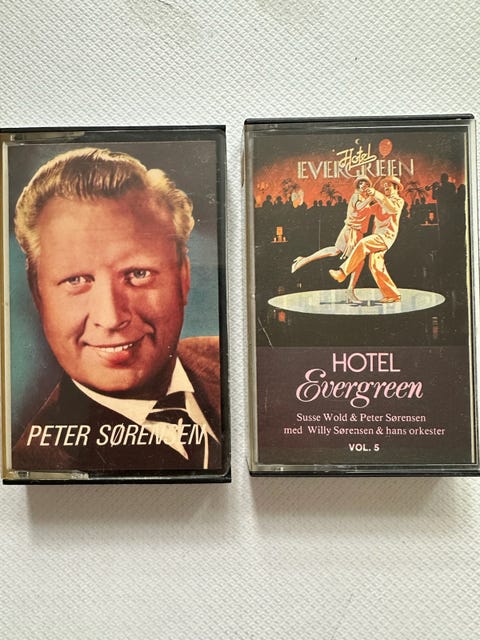 PETER SØRENSEN
Hotel
EVERGREEN
HOTEL
Evergreen
Susse Wold & Peter Sørensen
med Willy Sørensen & hans orkester
VOL. 5